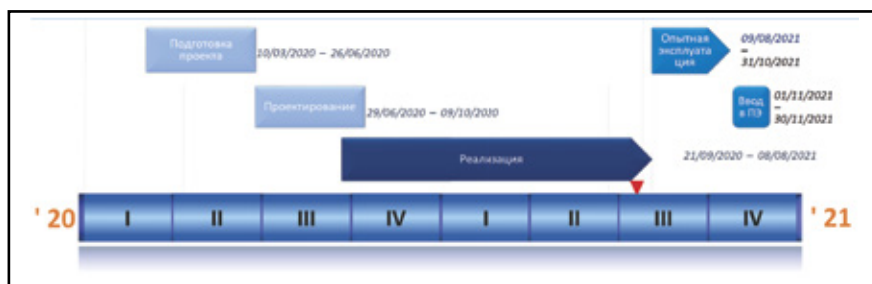 Подготовка
проекта
10/03/2020 – 26/06/2020
Опытная
эксплуата
ция
09/08/2021
–
31/10/2021
Проектирование
29/06/2020 – 09/10/2020
Ввод
в ПЭ
01/11/2021
–
30/11/2021
Реализация
21/09/2020 – 08/08/2021
' 20 I II III IV I II III IV ' 21